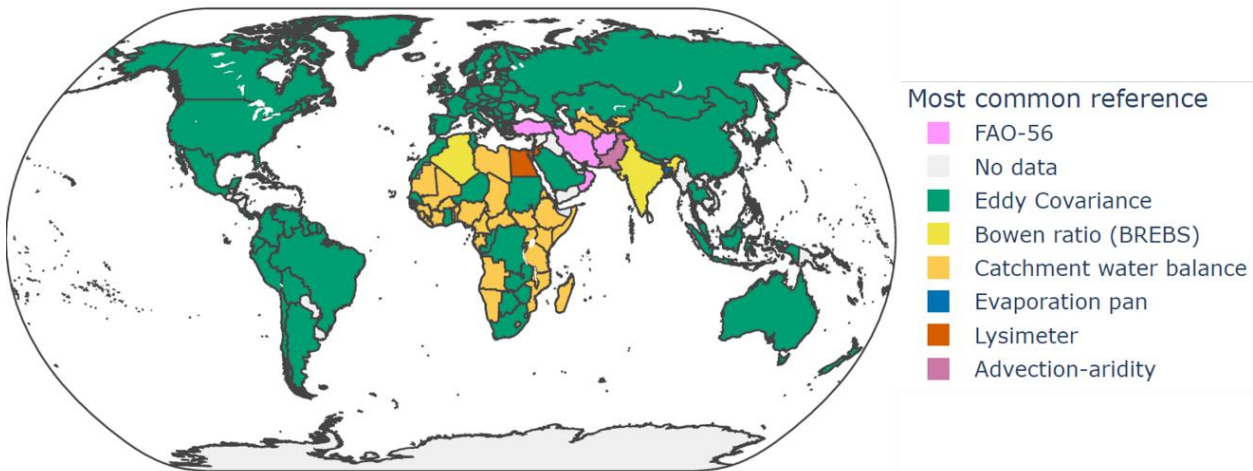 Most common reference
FAO-56
No data
Eddy Covariance
Bowen ratio (BREBS)
Catchment water balance
Evaporation pan
Lysimeter
Advection-aridity